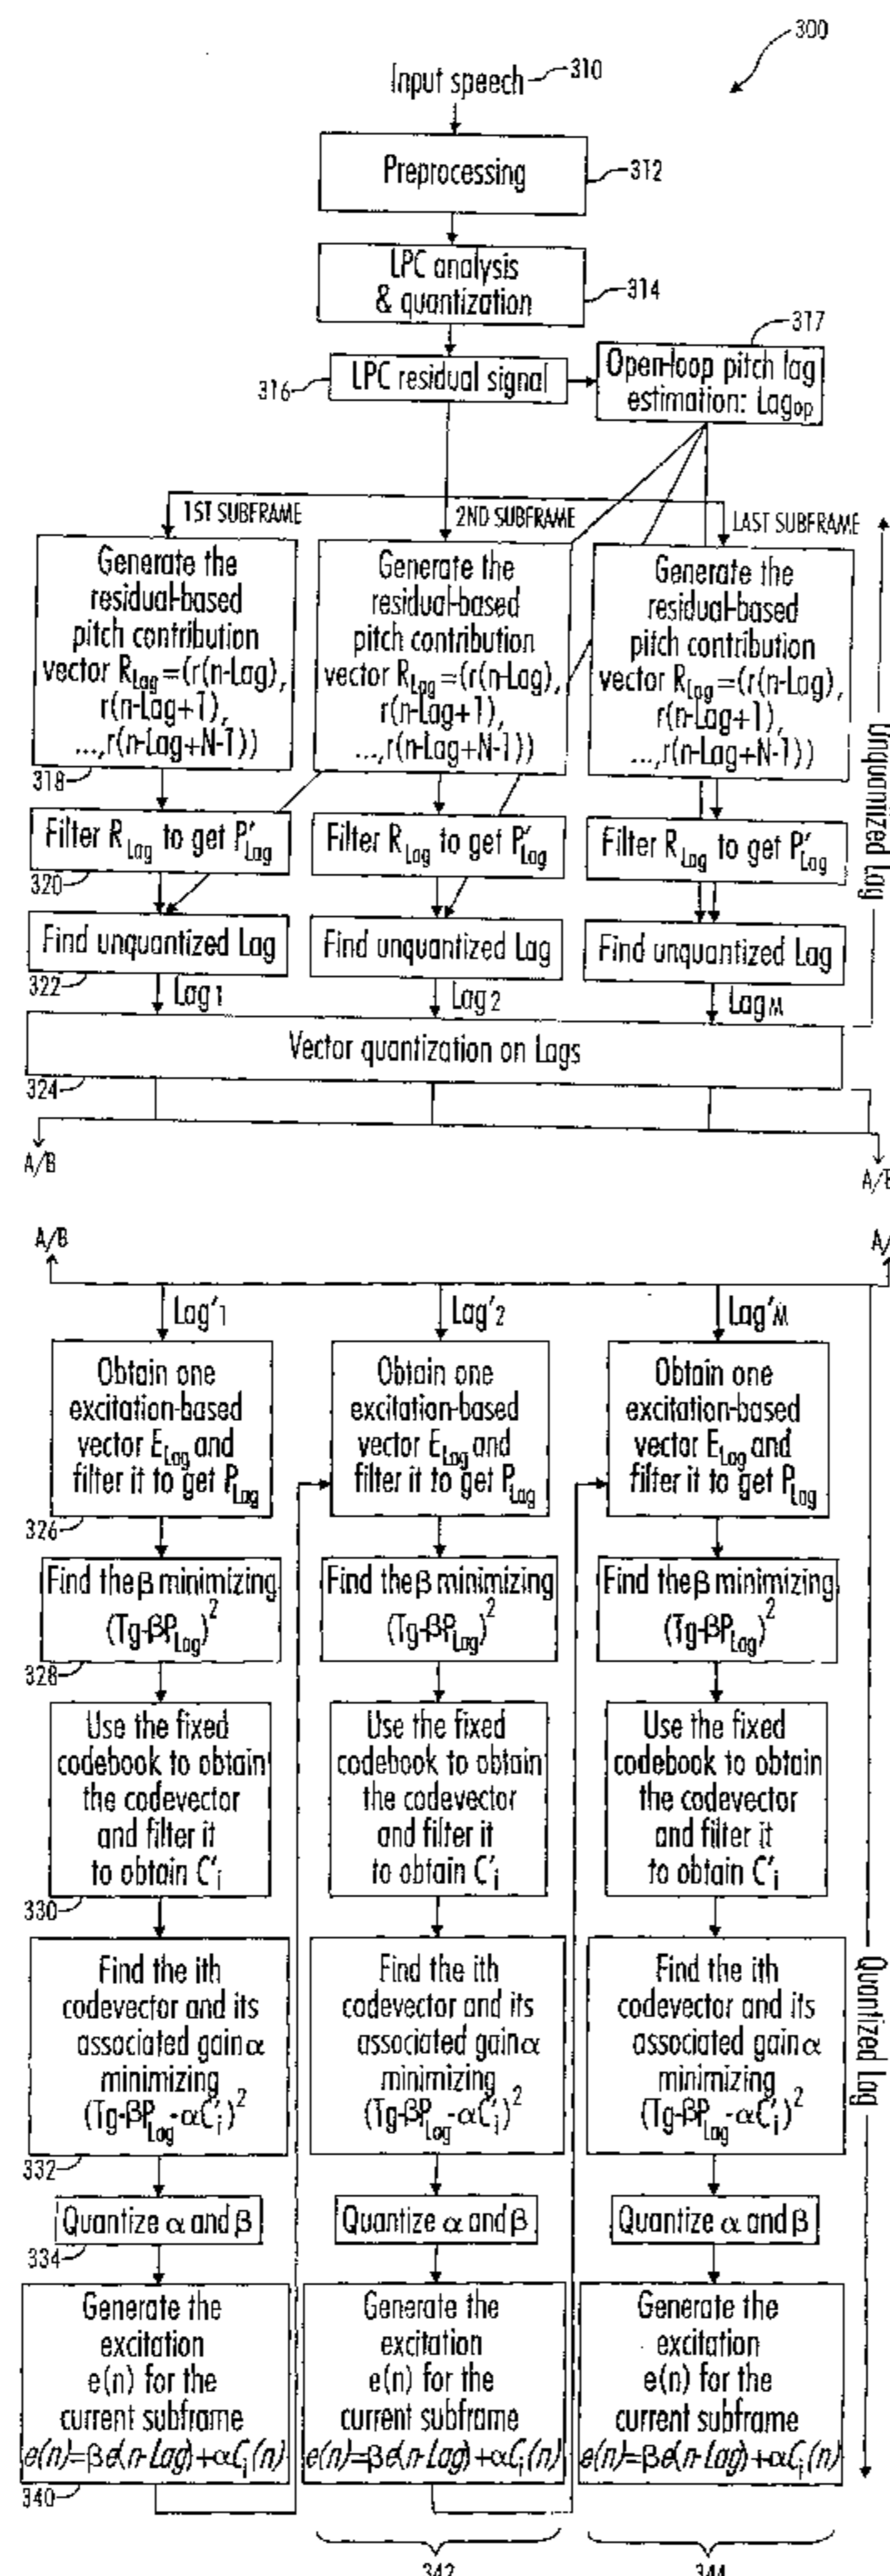 300
Input speech 310
Preprocessing 312
LPC analysis
& quantization 314
317
316 LPC residual signal
Open-loop pitch lag
estimation: Lagop
1ST SUBFRAME 2ND SUBFRAME LAST SUBFRAME
Generate the
residual-based
pitch contribution
vector RLag=(r(n-Lag),
r(n-Lag+1),
...,r(n-Lag+N-1))
318
Generate the
residual-based
pitch contribution
vector RLag=(r(n-Lag),
r(n-Lag+1),
...,r(n-Lag+N-1))
Generate the
residual-based
pitch contribution
vector RLag=(r(n-Lag),
r(n-Lag+1),
...,r(n-Lag+N-1))
Unquantized Lag
Filter RLag to get P'Lag
320
Filter RLag to get P'Lag
Filter RLag to get P'Lag
Find unquantized Lag
322
Find unquantized Lag
Find unquantized Lag
Lag1 Lag2 LagM
Vector quantization on Lags
324
A/B A/B
A/B A/
Lag'1 Lag'2 Lag'M
Obtain one
excitation-based
vector ELag and
filter it to get PLag
326
Obtain one
excitation-based
vector ELag and
filter it to get PLag
Obtain one
excitation-based
vector ELag and
filter it to get PLag
Find the β minimizing
(Tg-βPLag)²
328
Find the β minimizing
(Tg-βPLag)²
Find the β minimizing
(Tg-βPLag)²
Use the fixed
codebook to obtain
the codevector
and filter it
to obtain C'i
330
Use the fixed
codebook to obtain
the codevector
and filter it
to obtain C'i
Use the fixed
codebook to obtain
the codevector
and filter it
to obtain C'i
Find the ith
codevector and its
associated gain α
minimizing
(Tg-βPLag-αC'i)²
332
Find the ith
codevector and its
associated gain α
minimizing
(Tg-βPLag-αC'i)²
Find the ith
codevector and its
associated gain α
minimizing
(Tg-βPLag-αC'i)²
Quantized Lag
Quantize α and β
334
Quantize α and β
Quantize α and β
Generate the
excitation
e(n) for the
current subframe
e(n)=βe(n-Lag)+αCi(n)
340
Generate the
excitation
e(n) for the
current subframe
e(n)=βe(n-Lag)+αCi(n)
Generate the
excitation
e(n) for the
current subframe
e(n)=βe(n-Lag)+αCi(n)
342 344